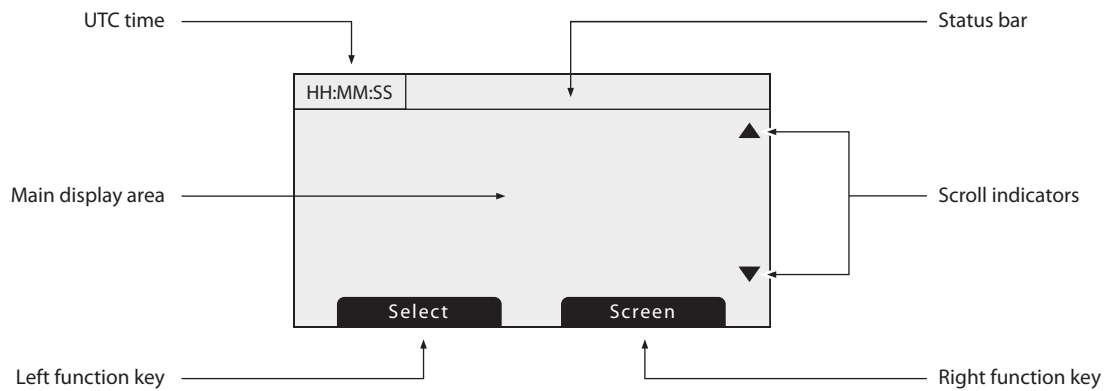 UTC time
Status bar
HH:MM:SS
Main display area
Scroll indicators
Select
Screen
Left function key
Right function key